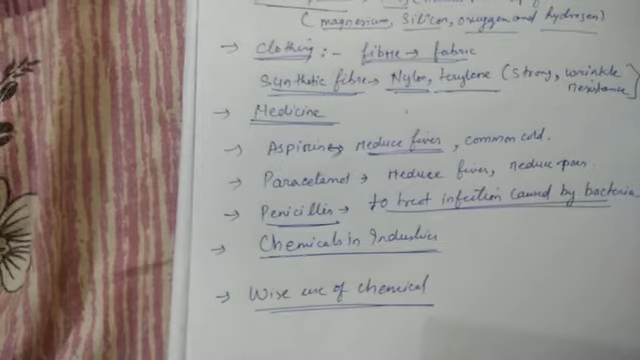 (magnesium, Silicon, oxygen and hydrogen)
→ Clothing :- fibre → fabric
Synthetic fibre → Nylon, terylene (Strong, wrinkle resistance)
→ Medicine
→ Aspirine → Reduce fever, common cold.
→ Paracetamol → Reduce fever, Reduce pain.
→ Penicillin → to treat infection caused by bacteria
→ Chemicals in Industries
→ Wise use of chemical